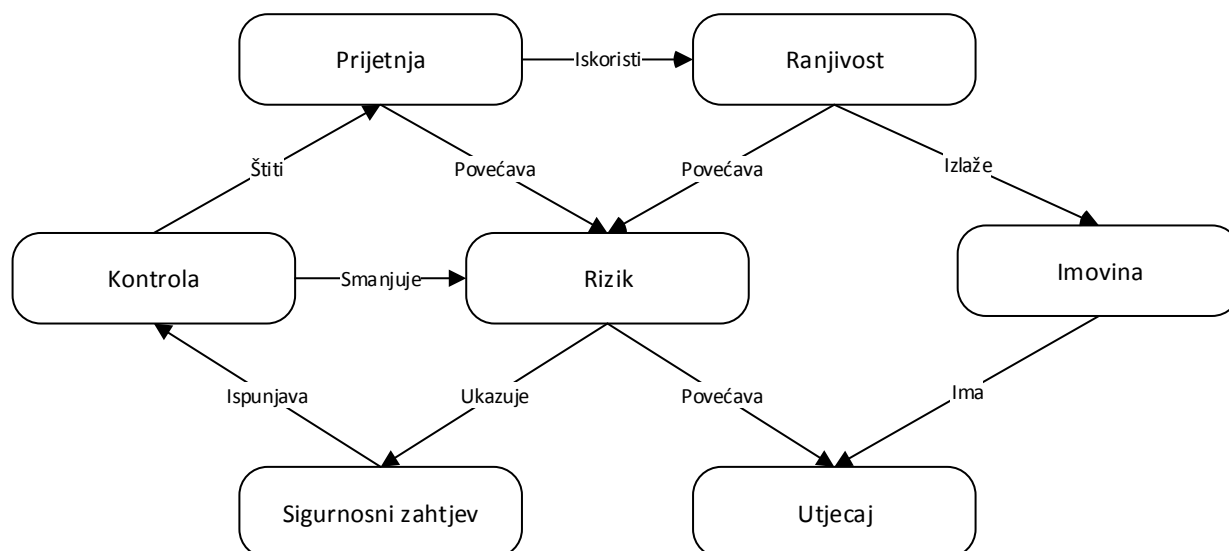 Prijetnja
Iskoristi
Ranjivost
Štiti
Povećava
Povećava
Izlaže
Kontrola
Smanjuje
Rizik
Imovina
Ispunjava
Ukazuje
Povećava
Ima
Sigurnosni zahtjev
Utjecaj